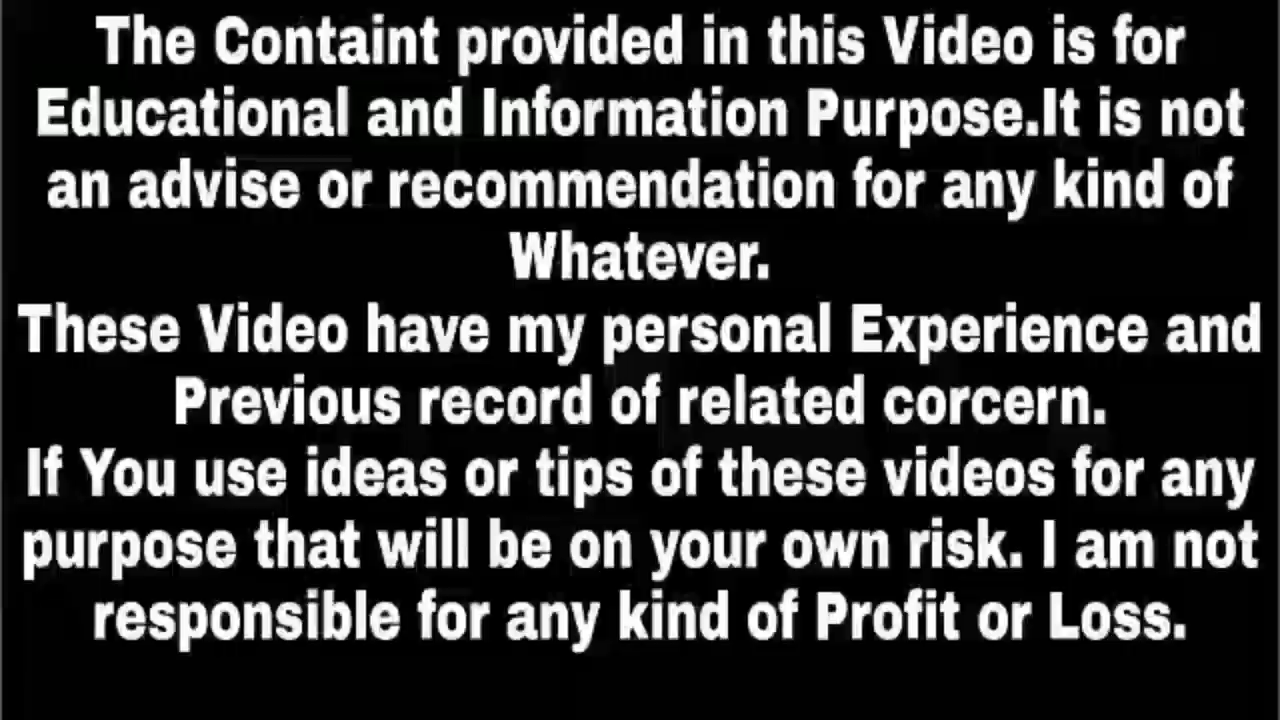 The Containt provided in this Video is for
Educational and Information Purpose.It is not
an advise or recommendation for any kind of
Whatever.
These Video have my personal Experience and
Previous record of related corcern.
If You use ideas or tips of these videos for any
purpose that will be on your own risk. I am not
responsible for any kind of Profit or Loss.